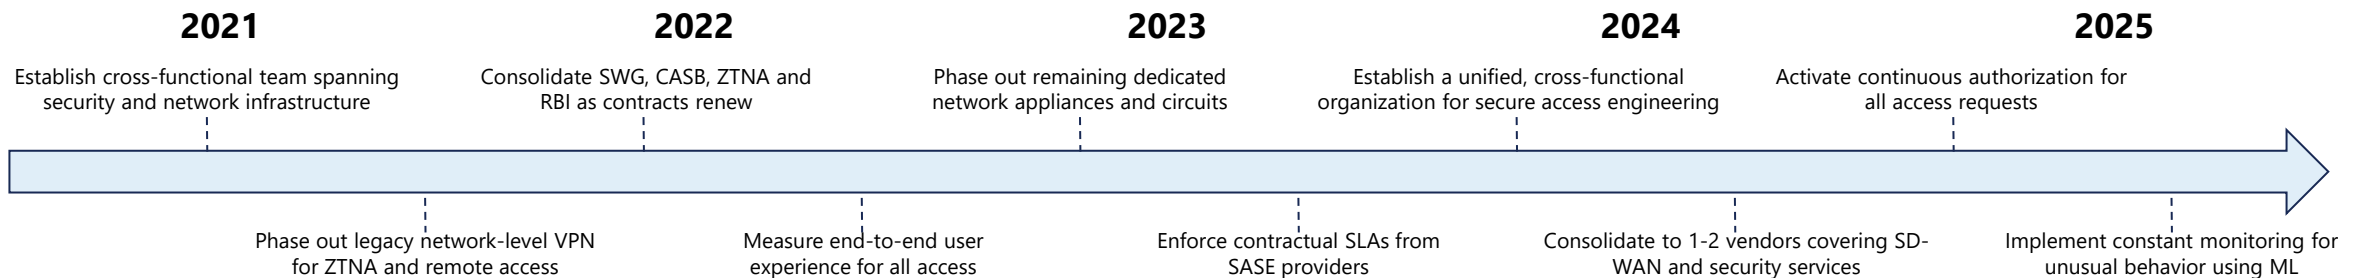 2021
2022
2023
2024
2025
Establish cross-functional team spanning
security and network infrastructure
Consolidate SWG, CASB, ZTNA and
RBI as contracts renew
Phase out remaining dedicated
network appliances and circuits
Establish a unified, cross-functional
organization for secure access engineering
Activate continuous authorization for
all access requests
Phase out legacy network-level VPN
for ZTNA and remote access
Measure end-to-end user
experience for all access
Enforce contractual SLAs from
SASE providers
Consolidate to 1-2 vendors covering SD-
WAN and security services
Implement constant monitoring for
unusual behavior using ML